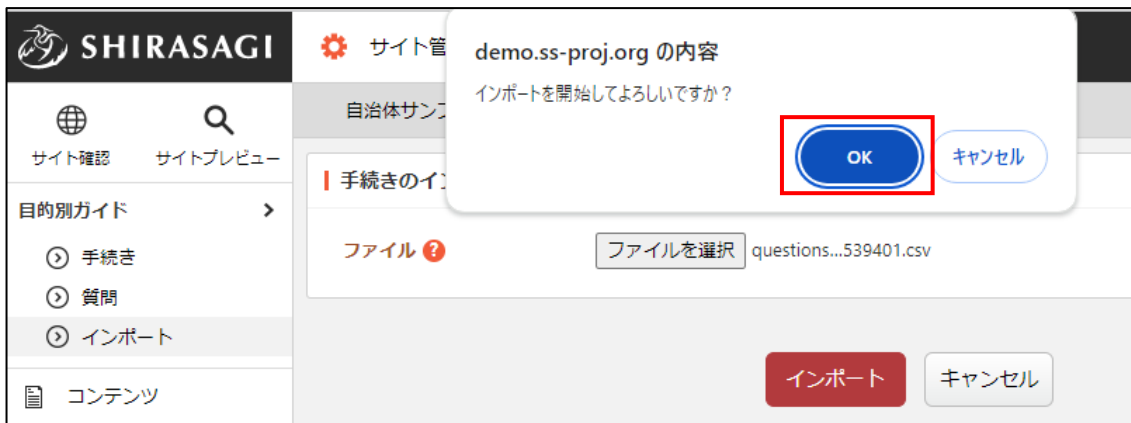 SHIRASAGI
サイト管
demo.ss-proj.org の内容
インポートを開始してよろしいですか？
OK
キャンセル
サイト確認
サイトプレビュー
自治体サンプ
目的別ガイド
手続き
質問
インポート
コンテンツ
手続きのイン
ファイル ?
ファイルを選択 questions...539401.csv
インポート
キャンセル